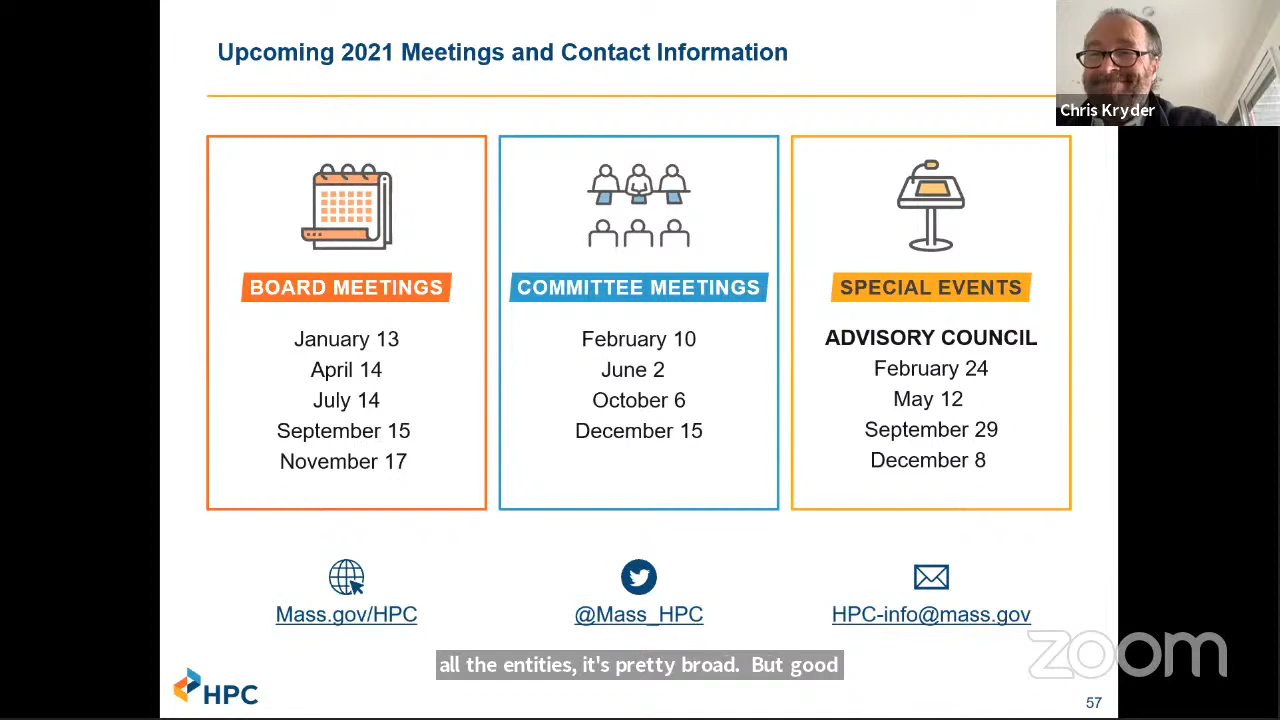 Upcoming 2021 Meetings and Contact Information
Chris Kryder
BOARD MEETINGS
January 13
April 14
July 14
September 15
November 17
COMMITTEE MEETINGS
February 10
June 2
October 6
December 15
SPECIAL EVENTS
ADVISORY COUNCIL
February 24
May 12
September 29
December 8
Mass.gov/HPC
@Mass_HPC
HPC-info@mass.gov
all the entities, it's pretty broad. But good
zoom
HPC
57